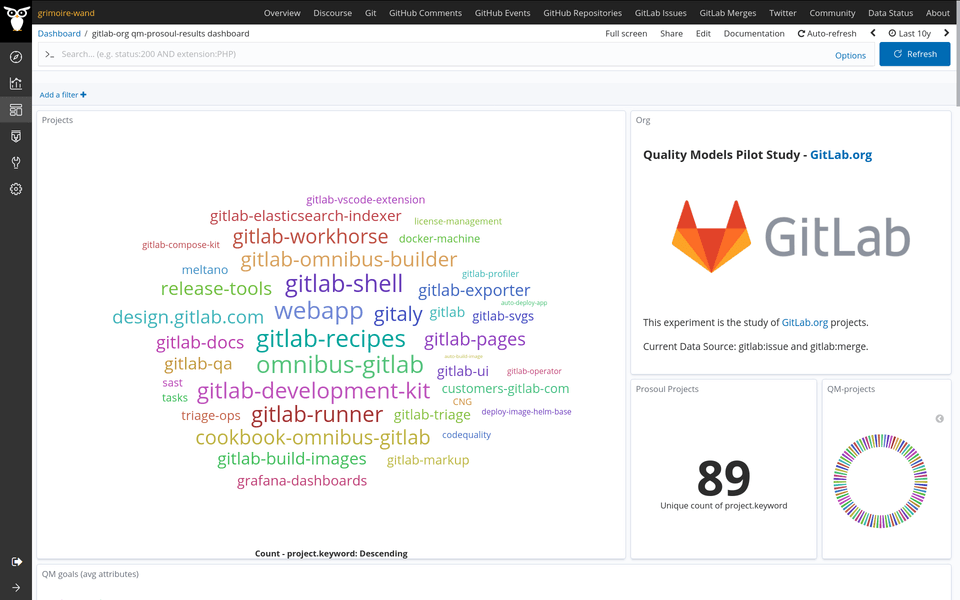 grimoire-wand
Overview Discourse Git GitHub Comments GitHub Events GitHub Repositories GitLab Issues GitLab Merges Twitter Community Data Status About
Dashboard / gitlab-org qm-prosoul-results dashboard
Full screen Share Edit Documentation Auto-refresh Last 10y
>_ Search... (e.g. status:200 AND extension:PHP)
Options
Refresh
Add a filter +
Projects
gitlab-vscode-extension
gitlab-elasticsearch-indexer license-management
gitlab-compose-kit gitlab-workhorse docker-machine
meltano gitlab-omnibus-builder gitlab-profiler
release-tools gitlab-shell gitlab-exporter
auto-deploy-app
design.gitlab.com webapp gitaly gitlab gitlab-svgs
gitlab-docs gitlab-recipes gitlab-pages
auto-build-image
gitlab-qa omnibus-gitlab gitlab-ui gitlab-operator
sast gitlab-development-kit customers-gitlab-com
tasks CNG
triage-ops gitlab-runner gitlab-triage deploy-image-helm-base
cookbook-omnibus-gitlab codequality
gitlab-build-images gitlab-markup
grafana-dashboards
Count - project.keyword: Descending
Org
Quality Models Pilot Study - GitLab.org
GitLab
This experiment is the study of GitLab.org projects.
Current Data Source: gitlab:issue and gitlab:merge.
Prosoul Projects
89
Unique count of project.keyword
QM-projects
QM goals (avg attributes)